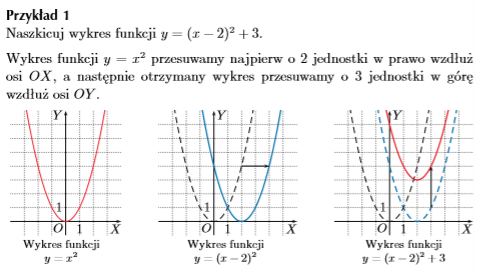 Przykład 1
Naszkicuj wykres funkcji y = (x − 2)² + 3.
Wykres funkcji y = x² przesuwamy najpierw o 2 jednostki w prawo wzdłuż
osi OX, a następnie otrzymany wykres przesuwamy o 3 jednostki w górę
wzdłuż osi OY.
Y
1
O 1 X
Wykres funkcji
y = x²
Y
1
O 1 X
Wykres funkcji
y = (x − 2)²
Y
1
O 1 X
Wykres funkcji
y = (x − 2)² + 3